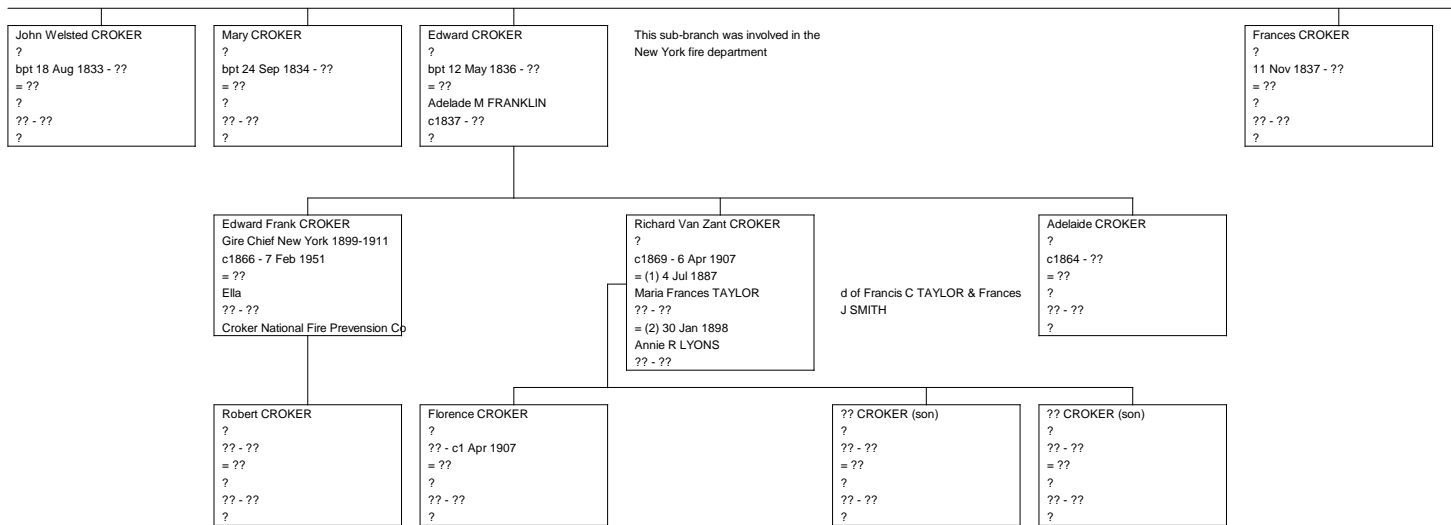 John Welsted CROKER
?
bpt 18 Aug 1833 - ??
= ??
?
?? - ??
?
Mary CROKER
?
bpt 24 Sep 1834 - ??
= ??
?
?? - ??
?
Edward CROKER
?
bpt 12 May 1836 - ??
= ??
Adelade M FRANKLIN
c1837 - ??
?
This sub-branch was involved in the
New York fire department
Frances CROKER
?
11 Nov 1837 - ??
= ??
?
?? - ??
?
Edward Frank CROKER
Gire Chief New York 1899-1911
c1866 - 7 Feb 1951
= ??
Ella
?? - ??
Croker National Fire Prevension Co
Richard Van Zant CROKER
?
c1869 - 6 Apr 1907
= (1) 4 Jul 1887
Maria Frances TAYLOR
?? - ??
= (2) 30 Jan 1898
Annie R LYONS
?? - ??
d of Francis C TAYLOR & Frances
J SMITH
Adelaide CROKER
?
c1864 - ??
= ??
?
?? - ??
?
Robert CROKER
?
?? - ??
= ??
?
?? - ??
?
Florence CROKER
?
?? - c1 Apr 1907
= ??
?
?? - ??
?
?? CROKER (son)
?
?? - ??
= ??
?
?? - ??
?
?? CROKER (son)
?
?? - ??
= ??
?
?? - ??
?